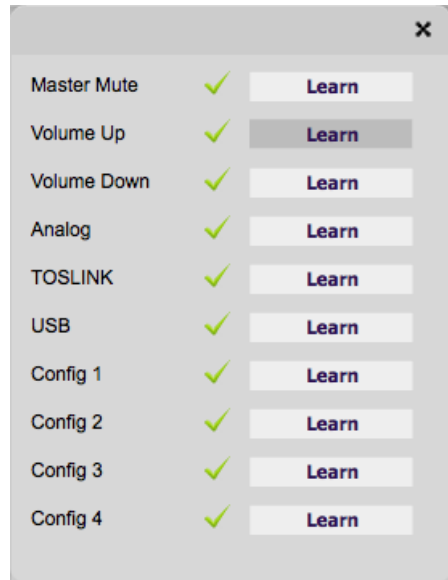 Master Mute Learn
Volume Up Learn
Volume Down Learn
Analog Learn
TOSLINK Learn
USB Learn
Config 1 Learn
Config 2 Learn
Config 3 Learn
Config 4 Learn